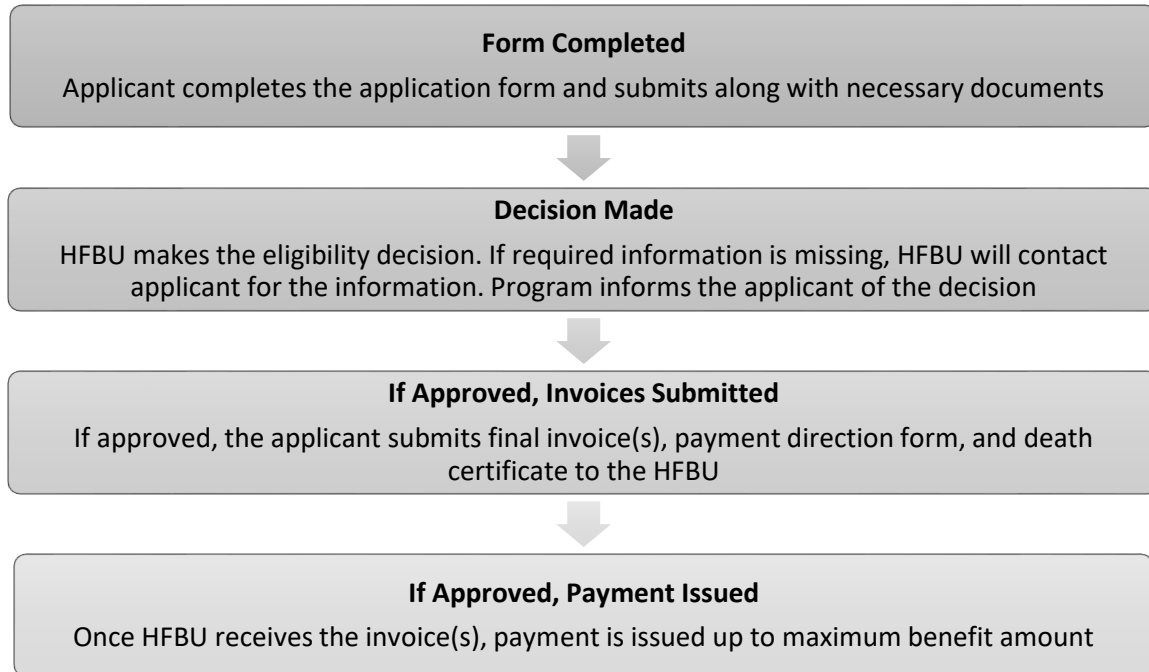 Form Completed
Applicant completes the application form and submits along with necessary documents
Decision Made
HFBU makes the eligibility decision. If required information is missing, HFBU will contact
applicant for the information. Program informs the applicant of the decision
If Approved, Invoices Submitted
If approved, the applicant submits final invoice(s), payment direction form, and death
certificate to the HFBU
If Approved, Payment Issued
Once HFBU receives the invoice(s), payment is issued up to maximum benefit amount